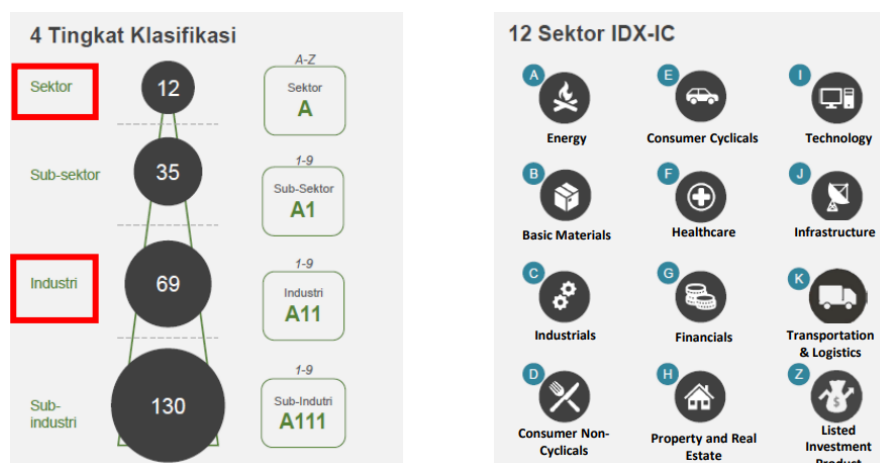 4 Tingkat Klasifikasi
Sektor
12
A-Z
Sektor
A
Sub-sektor
35
1-9
Sub-Sektor
A1
Industri
69
1-9
Industri
A11
Sub-
industri
130
1-9
Sub-Indutri
A111
12 Sektor IDX-IC
A
Energy
E
Consumer Cyclicals
I
Technology
B
Basic Materials
F
Healthcare
J
Infrastructure
C
Industrials
G
Financials
K
Transportation
& Logistics
D
Consumer Non-
Cyclicals
H
Property and Real
Estate
Z
$
Listed
Investment
Product